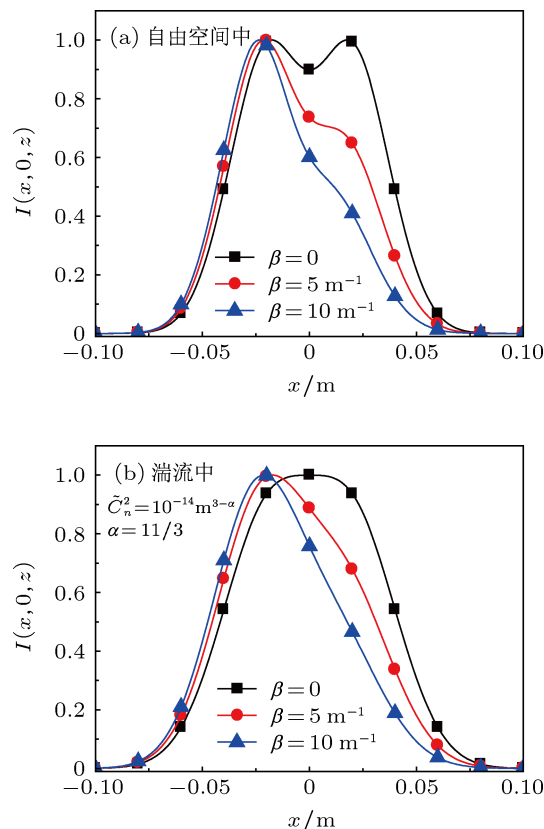 (a) 自由空间中
1.0
0.8
0.6
0.4
0.2
0
I(x, 0, z)
β = 0
β = 5 m⁻¹
β = 10 m⁻¹
−0.10 −0.05 0 0.05 0.10
x/m
(b) 湍流中
C̃ₙ²=10⁻¹⁴m³⁻ᵅ
α = 11/3
1.0
0.8
0.6
0.4
0.2
0
I(x, 0, z)
β = 0
β = 5 m⁻¹
β = 10 m⁻¹
−0.10 −0.05 0 0.05 0.10
x/m